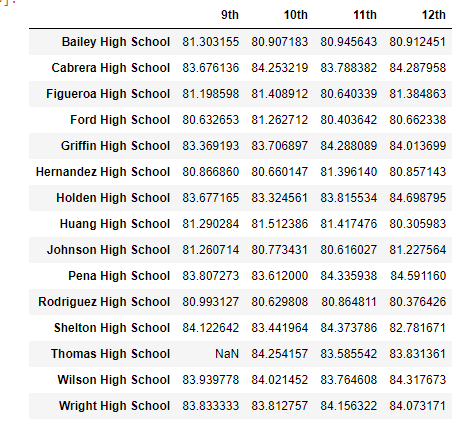 9th 10th 11th 12th
Bailey High School 81.303155 80.907183 80.945643 80.912451
Cabrera High School 83.676136 84.253219 83.788382 84.287958
Figueroa High School 81.198598 81.408912 80.640339 81.384863
Ford High School 80.632653 81.262712 80.403642 80.662338
Griffin High School 83.369193 83.706897 84.288089 84.013699
Hernandez High School 80.866860 80.660147 81.396140 80.857143
Holden High School 83.677165 83.324561 83.815534 84.698795
Huang High School 81.290284 81.512386 81.417476 80.305983
Johnson High School 81.260714 80.773431 80.616027 81.227564
Pena High School 83.807273 83.612000 84.335938 84.591160
Rodriguez High School 80.993127 80.629808 80.864811 80.376426
Shelton High School 84.122642 83.441964 84.373786 82.781671
Thomas High School NaN 84.254157 83.585542 83.831361
Wilson High School 83.939778 84.021452 83.764608 84.317673
Wright High School 83.833333 83.812757 84.156322 84.073171